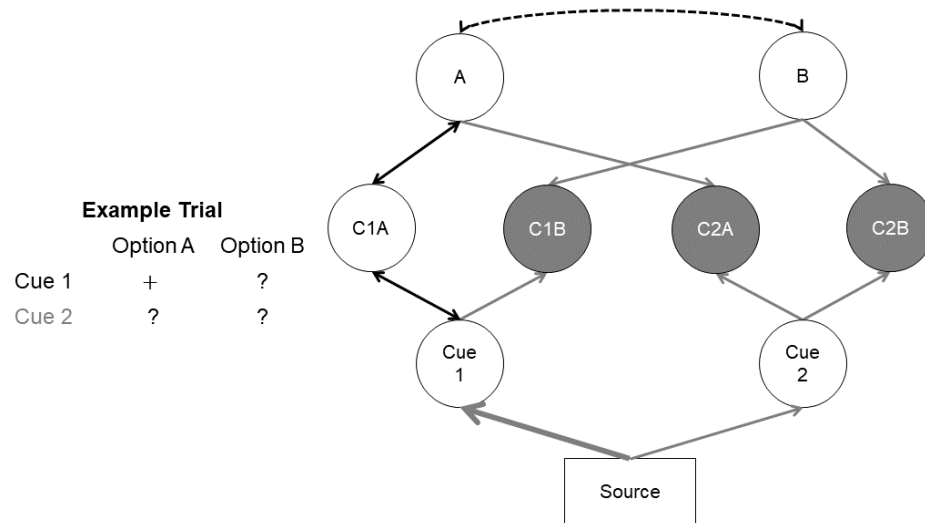 A
B
C1A
C1B
C2A
C2B
Example Trial
Option A Option B
Cue 1 + ?
Cue 2 ? ?
Cue
1
Cue
2
Source